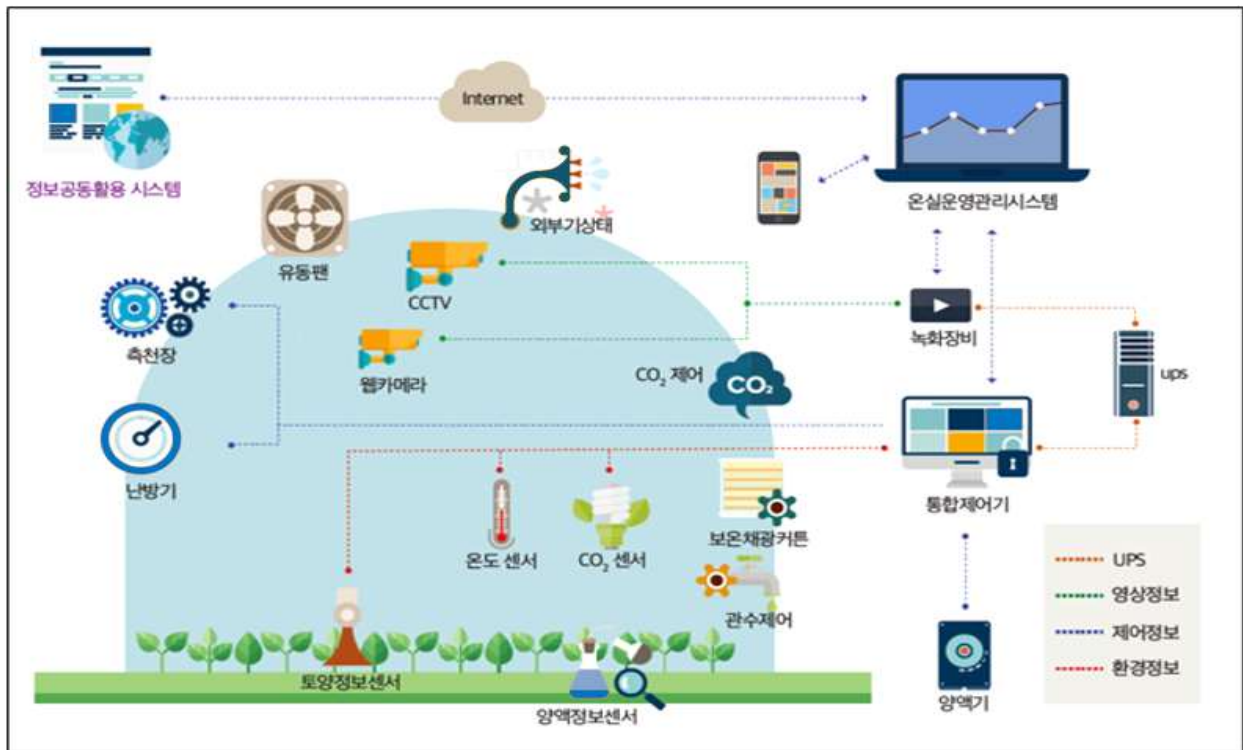 Internet
정보공동활용 시스템
온실운영관리시스템
외부기상태
유동팬
CCTV
측천장
녹화장비
웹카메라
CO₂ 제어
CO₂
ups
난방기
통합제어기
보온채광커튼
온도 센서
CO₂ 센서
관수제어
토양정보센서
양액정보센서
양액기
UPS
영상정보
제어정보
환경정보